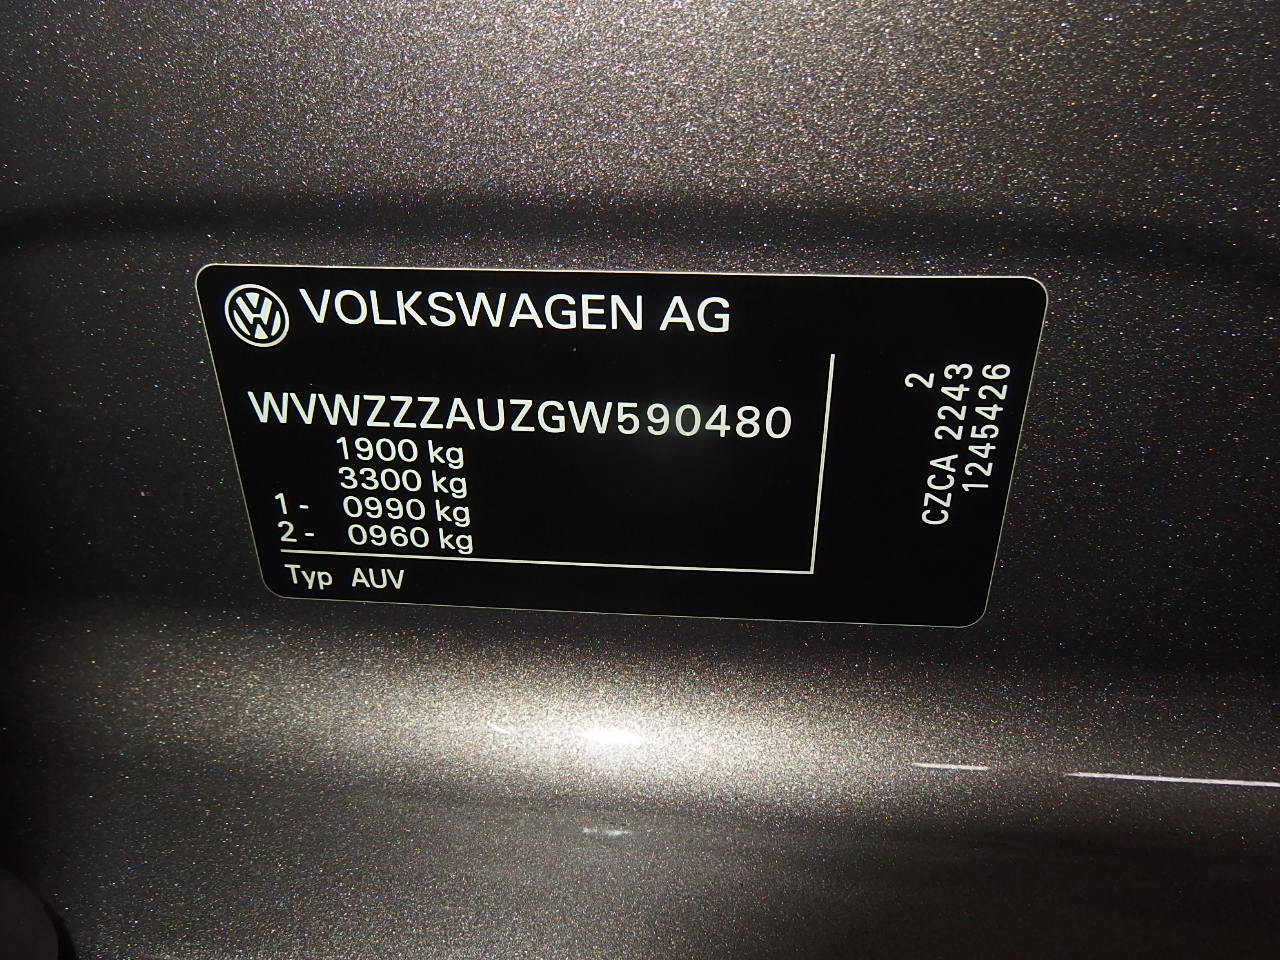 VOLKSWAGEN AG
WVWZZZAUZGW590480
1900 kg
3300 kg
1 - 0990 kg
2 - 0960 kg
Typ AUV
2
CZCA 2243
1245426